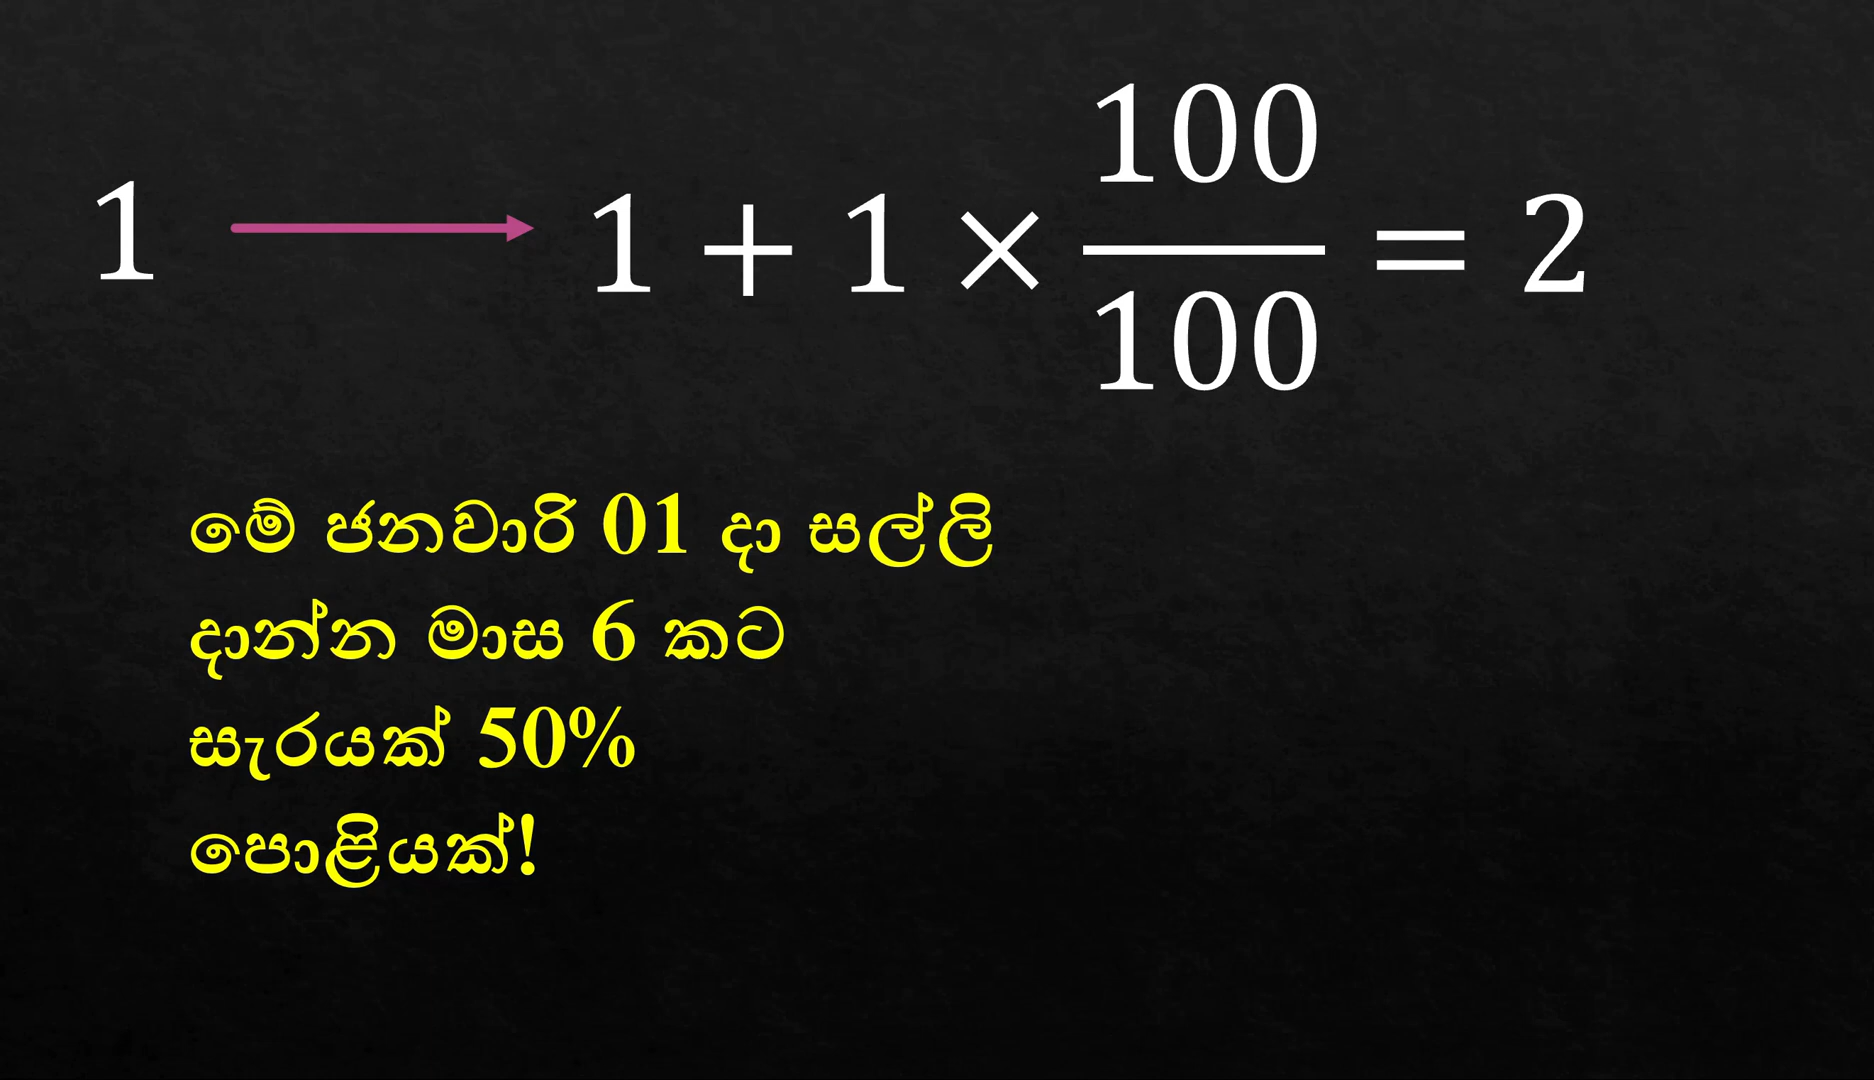 1 → 1 + 1 × 100/100 = 2
මේ ජනවාරි 01 දා සල්ලි
දාන්න මාස 6 කට
සැරයක් 50%
පොළියක්!